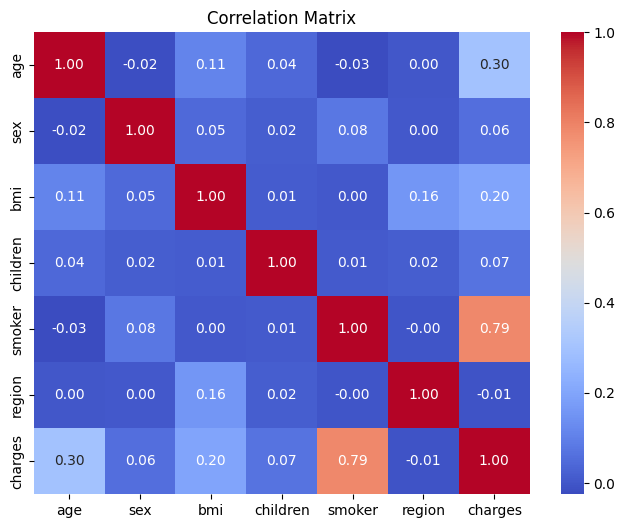 Correlation Matrix
age 1.00 -0.02 0.11 0.04 -0.03 0.00 0.30
sex -0.02 1.00 0.05 0.02 0.08 0.00 0.06
bmi 0.11 0.05 1.00 0.01 0.00 0.16 0.20
children 0.04 0.02 0.01 1.00 0.01 0.02 0.07
smoker -0.03 0.08 0.00 0.01 1.00 -0.00 0.79
region 0.00 0.00 0.16 0.02 -0.00 1.00 -0.01
charges 0.30 0.06 0.20 0.07 0.79 -0.01 1.00
age sex bmi children smoker region charges
1.0
0.8
0.6
0.4
0.2
0.0